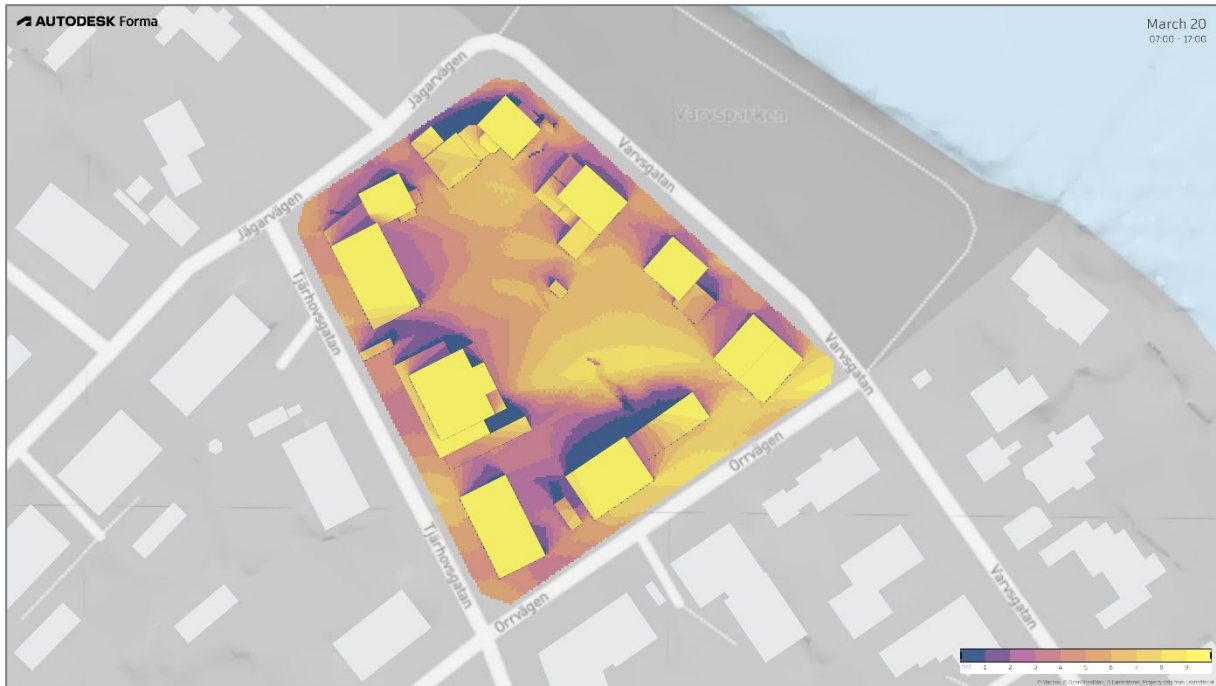 AUTODESK Forma
March 20
07:00 - 17:00
Jägarvägen
Varvsparken
Varvsgatan
Jägarvägen
Tjärhovsgatan
Varvsgatan
Orrvägen
Tjärhovsgatan
Varvsgatan
Orrvägen
1 2 3 4 5 6 7 8 9